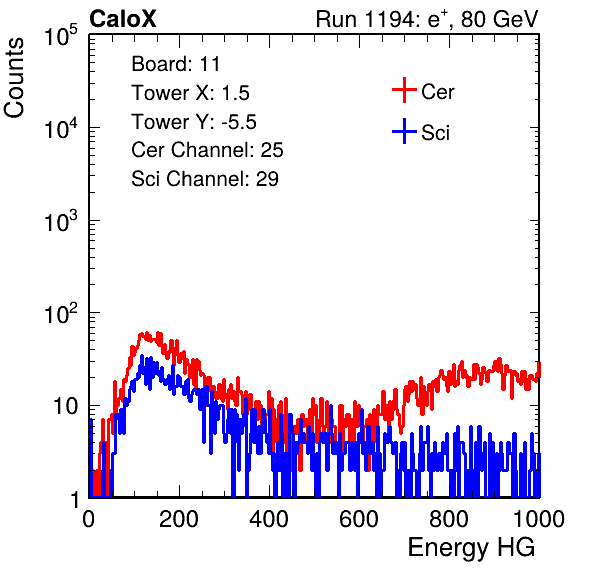 CaloX Run 1194: e⁺, 80 GeV
Counts
10⁵
10⁴
10³
10²
10
1
Board: 11
Tower X: 1.5
Tower Y: -5.5
Cer Channel: 25
Sci Channel: 29
Cer
Sci
0 200 400 600 800 1000
Energy HG